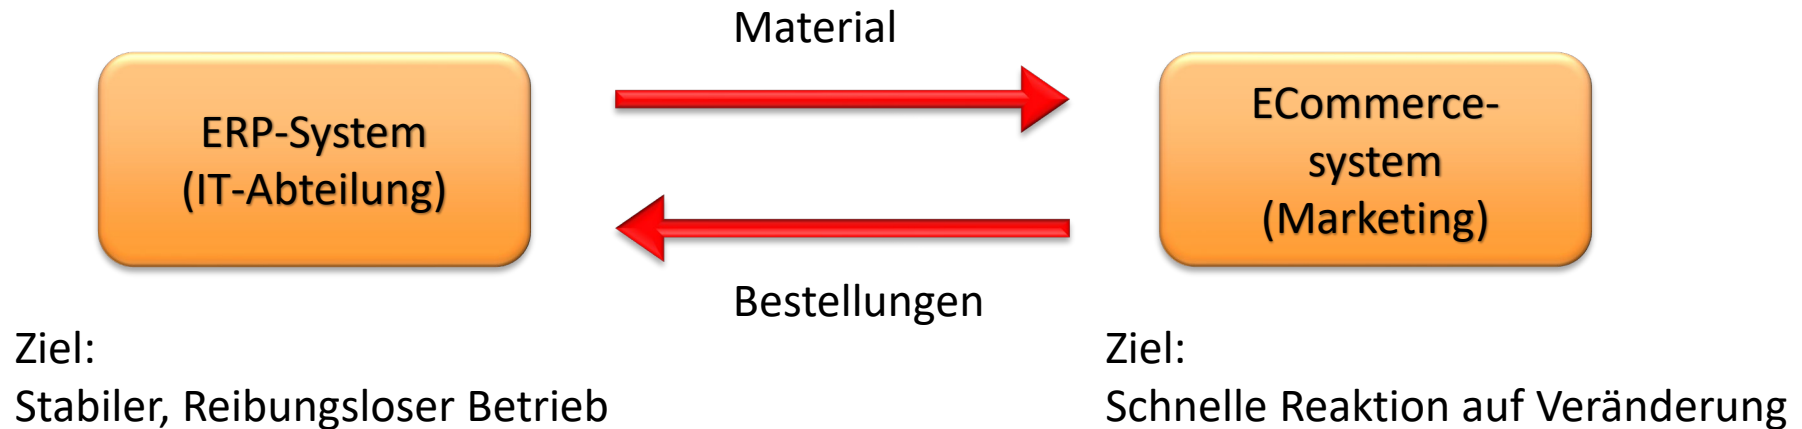 Material
ERP-System
(IT-Abteilung)
ECommerce-
system
(Marketing)
Bestellungen
Ziel:
Stabiler, Reibungsloser Betrieb
Ziel:
Schnelle Reaktion auf Veränderung